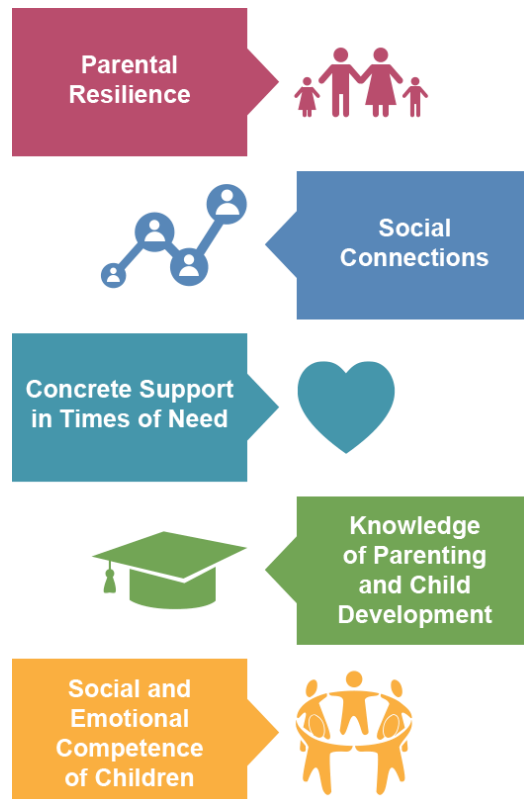 Parental
Resilience
Social
Connections
Concrete Support
in Times of Need
Knowledge
of Parenting
and Child
Development
Social and
Emotional
Competence
of Children